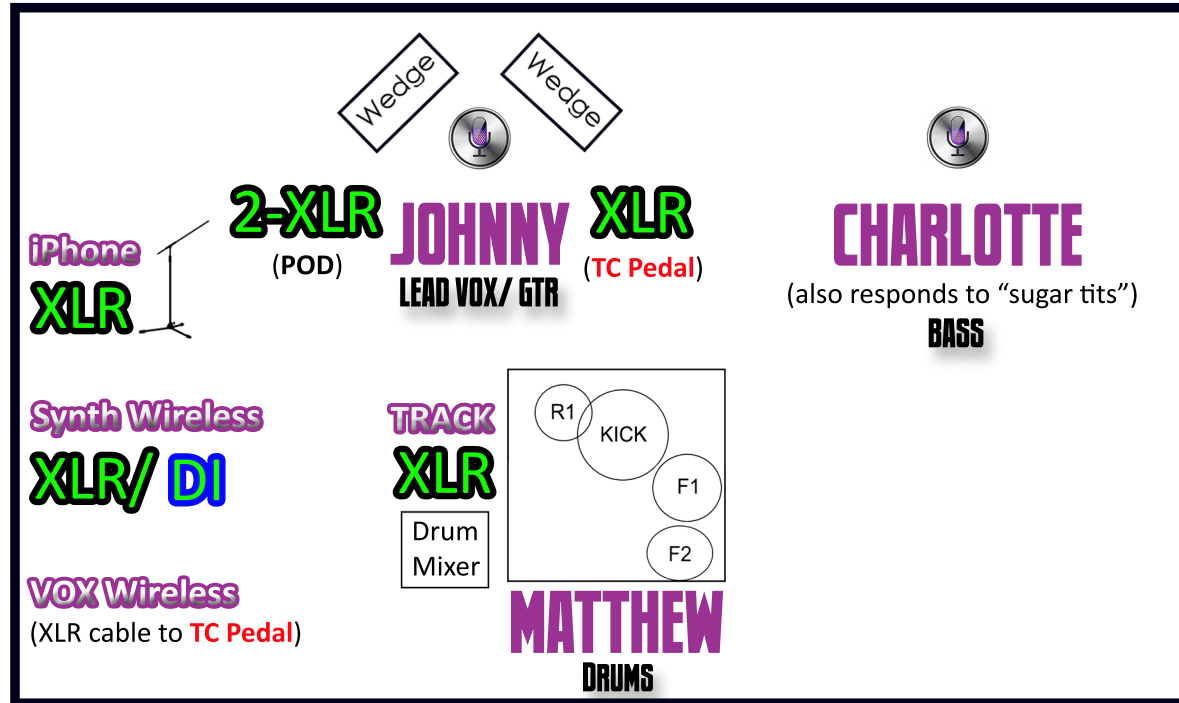 Wedge
Wedge
2-XLR
(POD)
JOHNNY
LEAD VOX/ GTR
XLR
(TC Pedal)
CHARLOTTE
(also responds to “sugar tits”)
BASS
iPhone
XLR
Synth Wireless
XLR/ DI
TRACK
XLR
Drum
Mixer
R1
KICK
F1
F2
VOX Wireless
(XLR cable to TC Pedal)
MATTHEW
DRUMS